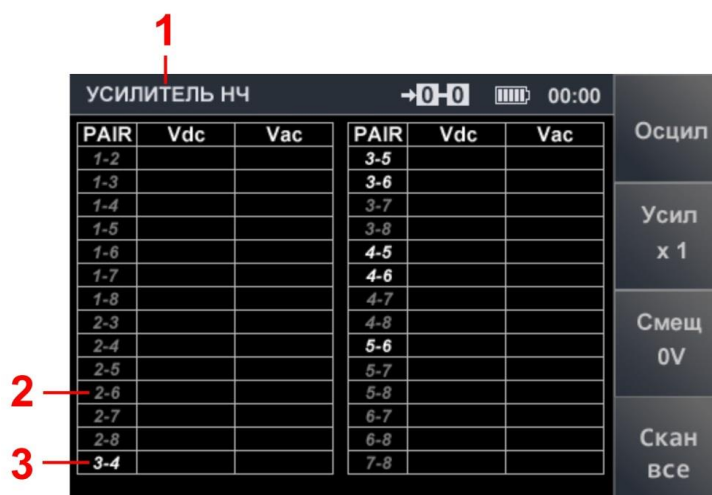 1
УСИЛИТЕЛЬ НЧ →0-0 00:00
PAIR Vdc Vac PAIR Vdc Vac
1-2 3-5
1-3 3-6
1-4 3-7
1-5 3-8
1-6 4-5
1-7 4-6
1-8 4-7
2-3 4-8
2-4 5-6
2-5 5-7
2 2-6 5-8
2-7 6-7
2-8 6-8
3 3-4 7-8
Осцил
Усил
x 1
Смещ
0V
Скан
все